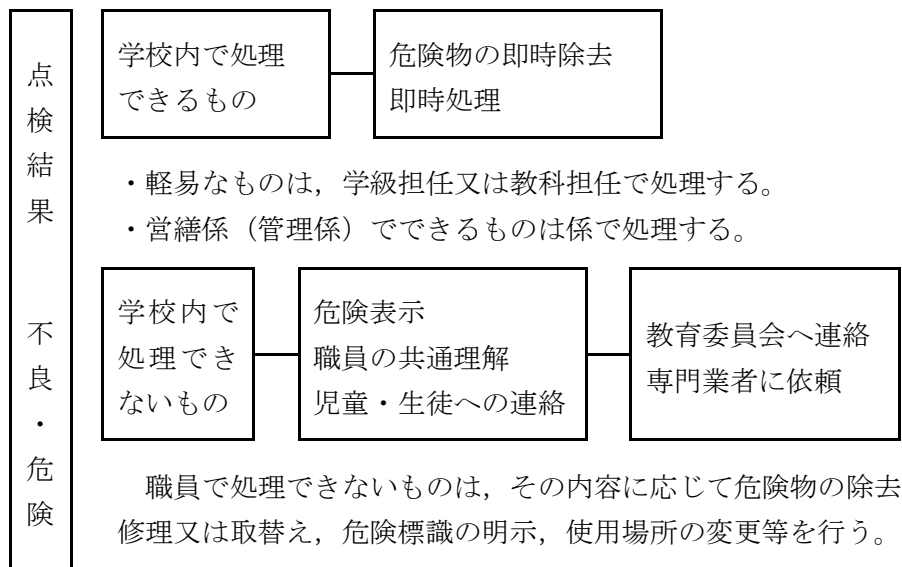 点検結果　不良・危険
学校内で処理
できるもの
危険物の即時除去
即時処理
・軽易なものは，学級担任又は教科担任で処理する。
・営繕係（管理係）でできるものは係で処理する。
学校内で
処理でき
ないもの
危険表示
職員の共通理解
児童・生徒への連絡
教育委員会へ連絡
専門業者に依頼
　職員で処理できないものは，その内容に応じて危険物の除去
修理又は取替え，危険標識の明示，使用場所の変更等を行う。